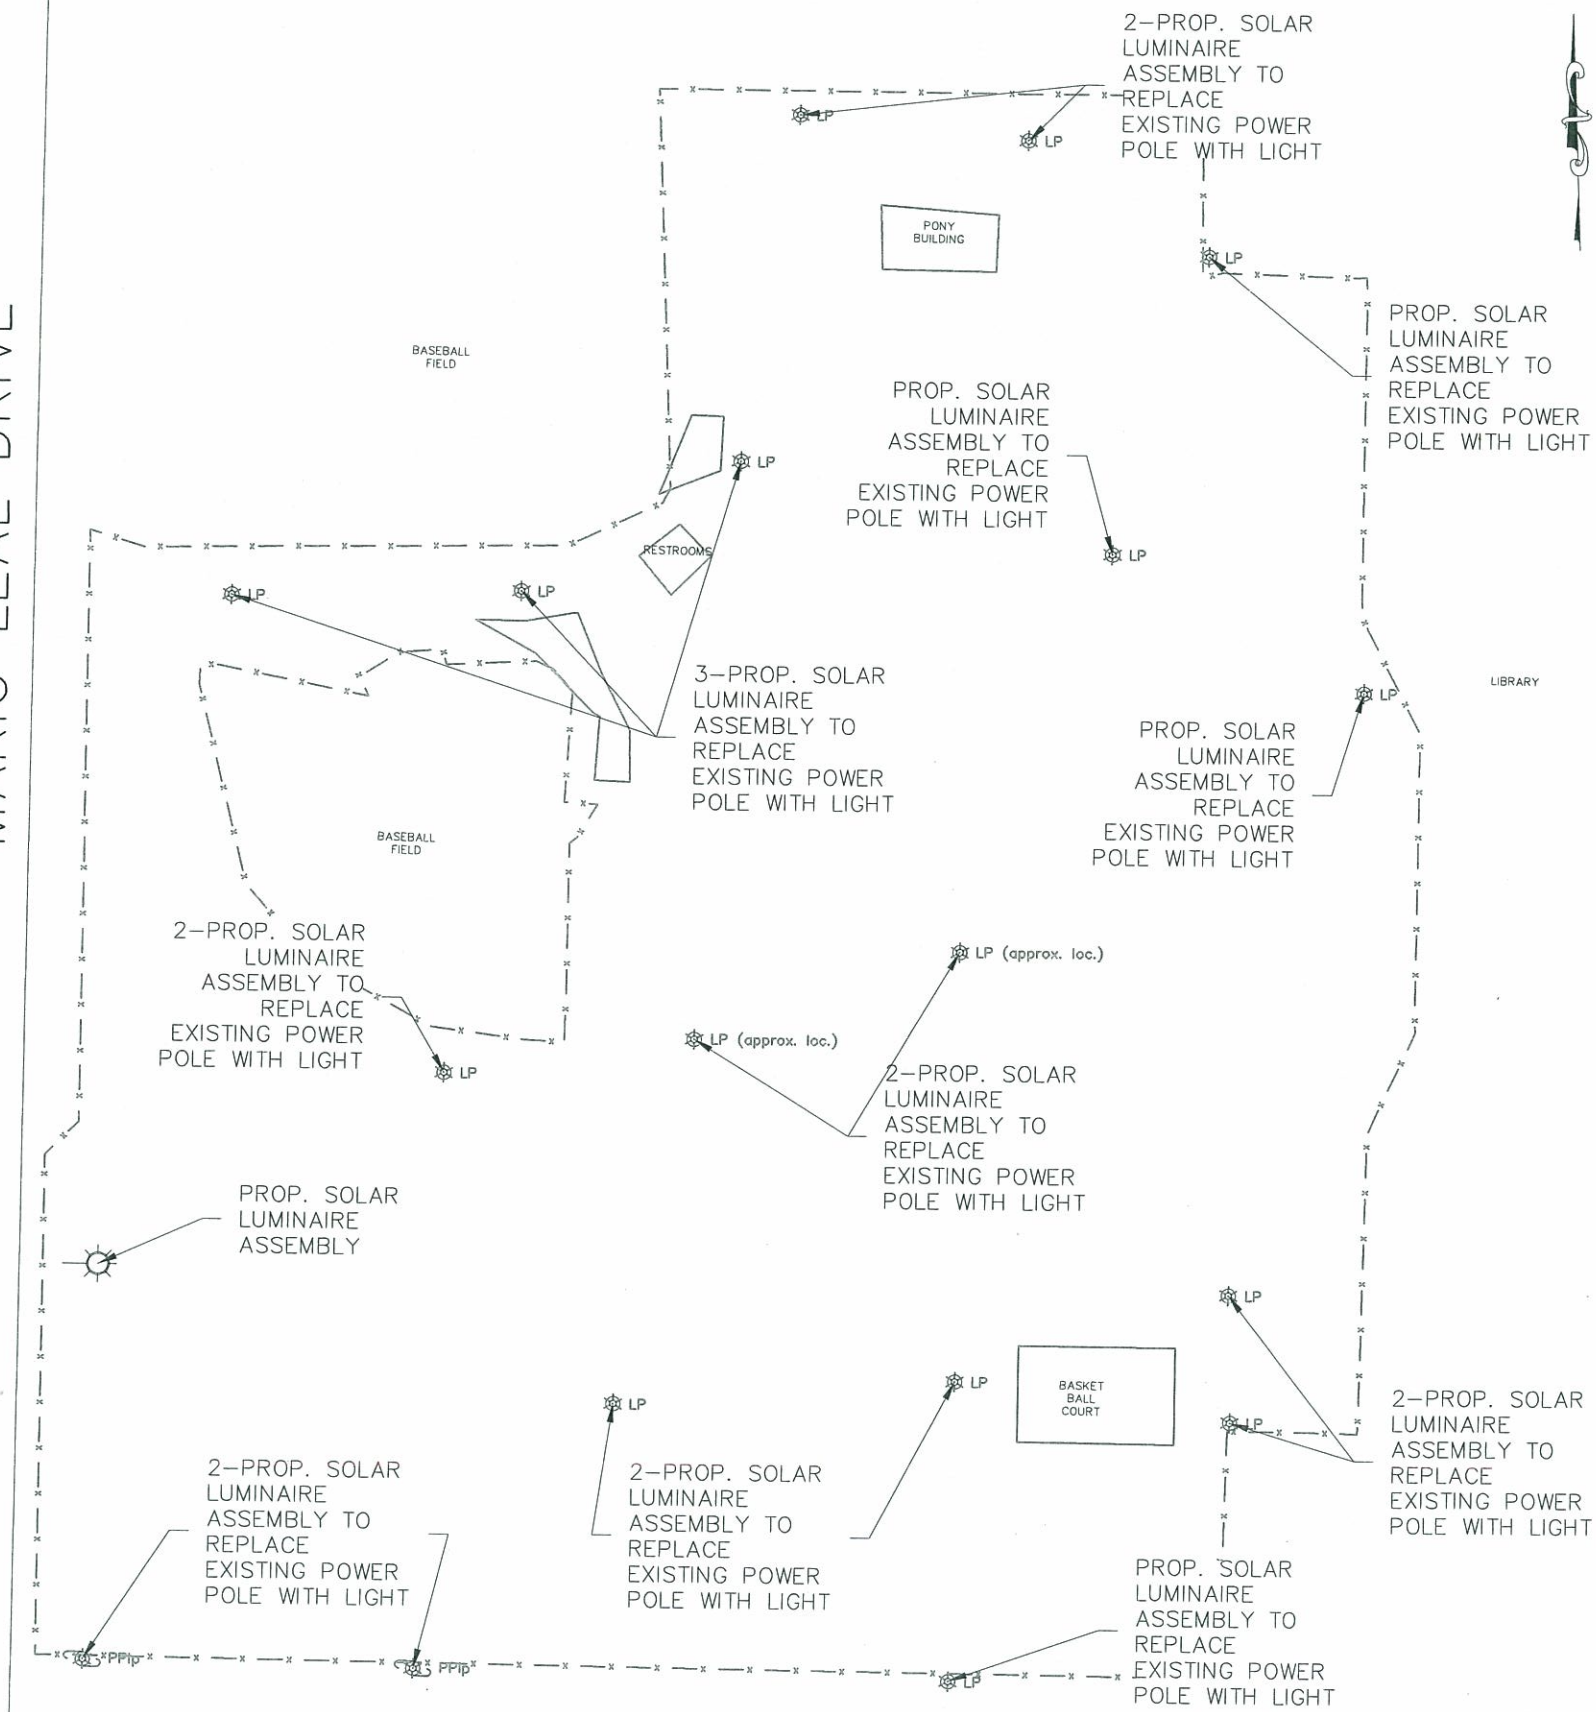 2-PROP. SOLAR
LUMINAIRE
ASSEMBLY TO
REPLACE
EXISTING POWER
POLE WITH LIGHT
LP
LP
PONY
BUILDING
LP
PROP. SOLAR
LUMINAIRE
ASSEMBLY TO
REPLACE
EXISTING POWER
POLE WITH LIGHT
BASEBALL
FIELD
PROP. SOLAR
LUMINAIRE
ASSEMBLY TO
REPLACE
EXISTING POWER
POLE WITH LIGHT
LP
LP
RESTROOMS
LP
LP
3-PROP. SOLAR
LUMINAIRE
ASSEMBLY TO
REPLACE
EXISTING POWER
POLE WITH LIGHT
LIBRARY
LP
PROP. SOLAR
LUMINAIRE
ASSEMBLY TO
REPLACE
EXISTING POWER
POLE WITH LIGHT
BASEBALL
FIELD
2-PROP. SOLAR
LUMINAIRE
ASSEMBLY TO
REPLACE
EXISTING POWER
POLE WITH LIGHT
LP
LP (approx. loc.)
LP (approx. loc.)
2-PROP. SOLAR
LUMINAIRE
ASSEMBLY TO
REPLACE
EXISTING POWER
POLE WITH LIGHT
PROP. SOLAR
LUMINAIRE
ASSEMBLY
LP
LP
LP
BASKET
BALL
COURT
LP
2-PROP. SOLAR
LUMINAIRE
ASSEMBLY TO
REPLACE
EXISTING POWER
POLE WITH LIGHT
2-PROP. SOLAR
LUMINAIRE
ASSEMBLY TO
REPLACE
EXISTING POWER
POLE WITH LIGHT
2-PROP. SOLAR
LUMINAIRE
ASSEMBLY TO
REPLACE
EXISTING POWER
POLE WITH LIGHT
PROP. SOLAR
LUMINAIRE
ASSEMBLY TO
REPLACE
EXISTING POWER
POLE WITH LIGHT
PPlp
PPlp
LP